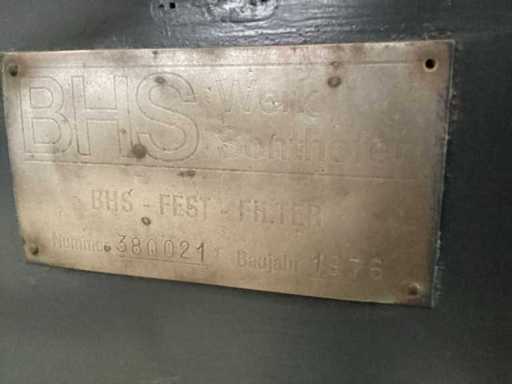 BHS Werk
Sonthofen
BHS - FEST - FILTER
Nummer 380021 Baujahr 1976